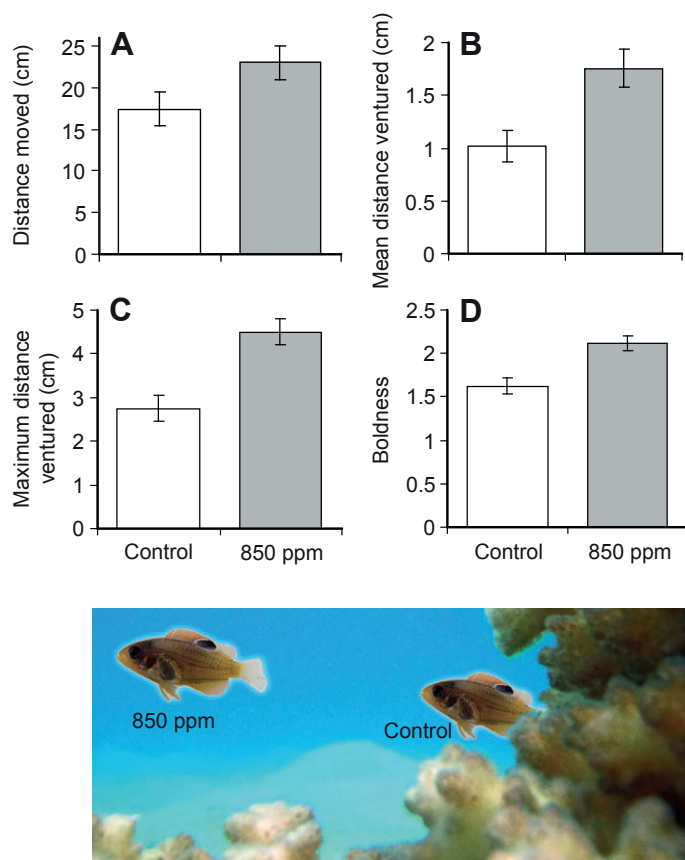 A
Distance moved (cm)
25
20
15
10
5
0
B
Mean distance ventured (cm)
2
1.5
1
0.5
0
C
Maximum distance
ventured (cm)
5
4
3
2
1
0
Control
850 ppm
D
Boldness
2.5
2
1.5
1
0.5
0
Control
850 ppm
850 ppm
Control